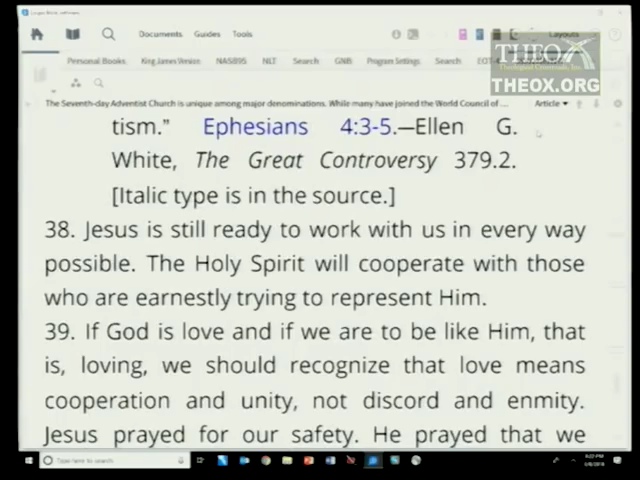 Documents Guides Tools Layouts
Personal Books King James Version NASB95 NLT Search GNB Program Settings Search
THEOX
THEOX.ORG
The Seventh-day Adventist Church is unique among major denominations. While many have joined the World Council of ... Article
tism." Ephesians 4:3-5.—Ellen G.
White, The Great Controversy 379.2.
[Italic type is in the source.]
38. Jesus is still ready to work with us in every way
possible. The Holy Spirit will cooperate with those
who are earnestly trying to represent Him.
39. If God is love and if we are to be like Him, that
is, loving, we should recognize that love means
cooperation and unity, not discord and enmity.
Jesus prayed for our safety. He prayed that we
Type here to search